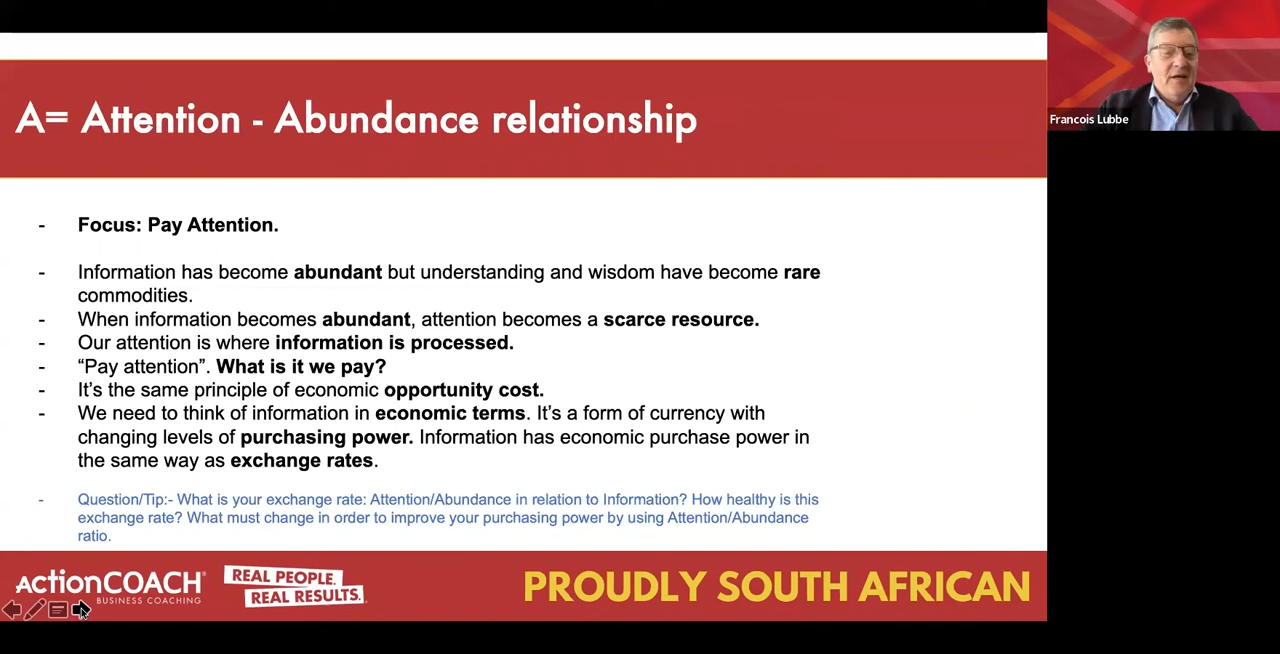 A= Attention - Abundance relationship
Francois Lubbe
- Focus: Pay Attention.
- Information has become abundant but understanding and wisdom have become rare
commodities.
- When information becomes abundant, attention becomes a scarce resource.
- Our attention is where information is processed.
- “Pay attention”. What is it we pay?
- It’s the same principle of economic opportunity cost.
- We need to think of information in economic terms. It’s a form of currency with
changing levels of purchasing power. Information has economic purchase power in
the same way as exchange rates.
- Question/Tip:- What is your exchange rate: Attention/Abundance in relation to Information? How healthy is this
exchange rate? What must change in order to improve your purchasing power by using Attention/Abundance
ratio.
ActionCOACH®
BUSINESS COACHING
REAL PEOPLE.
REAL RESULTS.
PROUDLY SOUTH AFRICAN